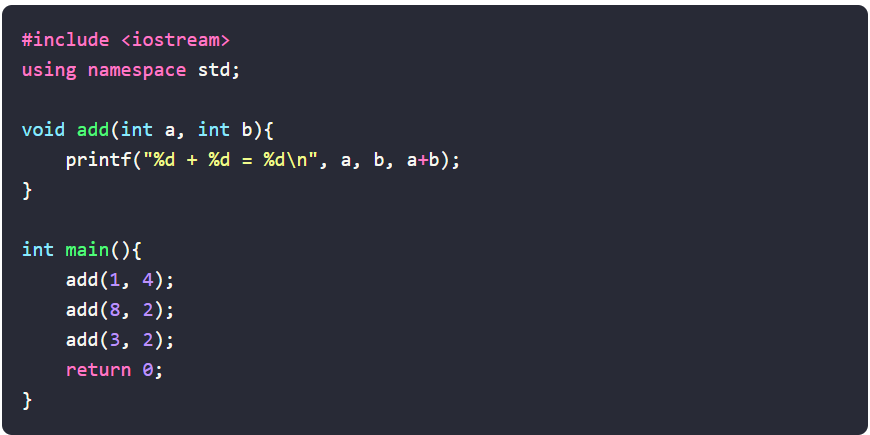 #include <iostream>
using namespace std;

void add(int a, int b){
    printf("%d + %d = %d\n", a, b, a+b);
}

int main(){
    add(1, 4);
    add(8, 2);
    add(3, 2);
    return 0;
}